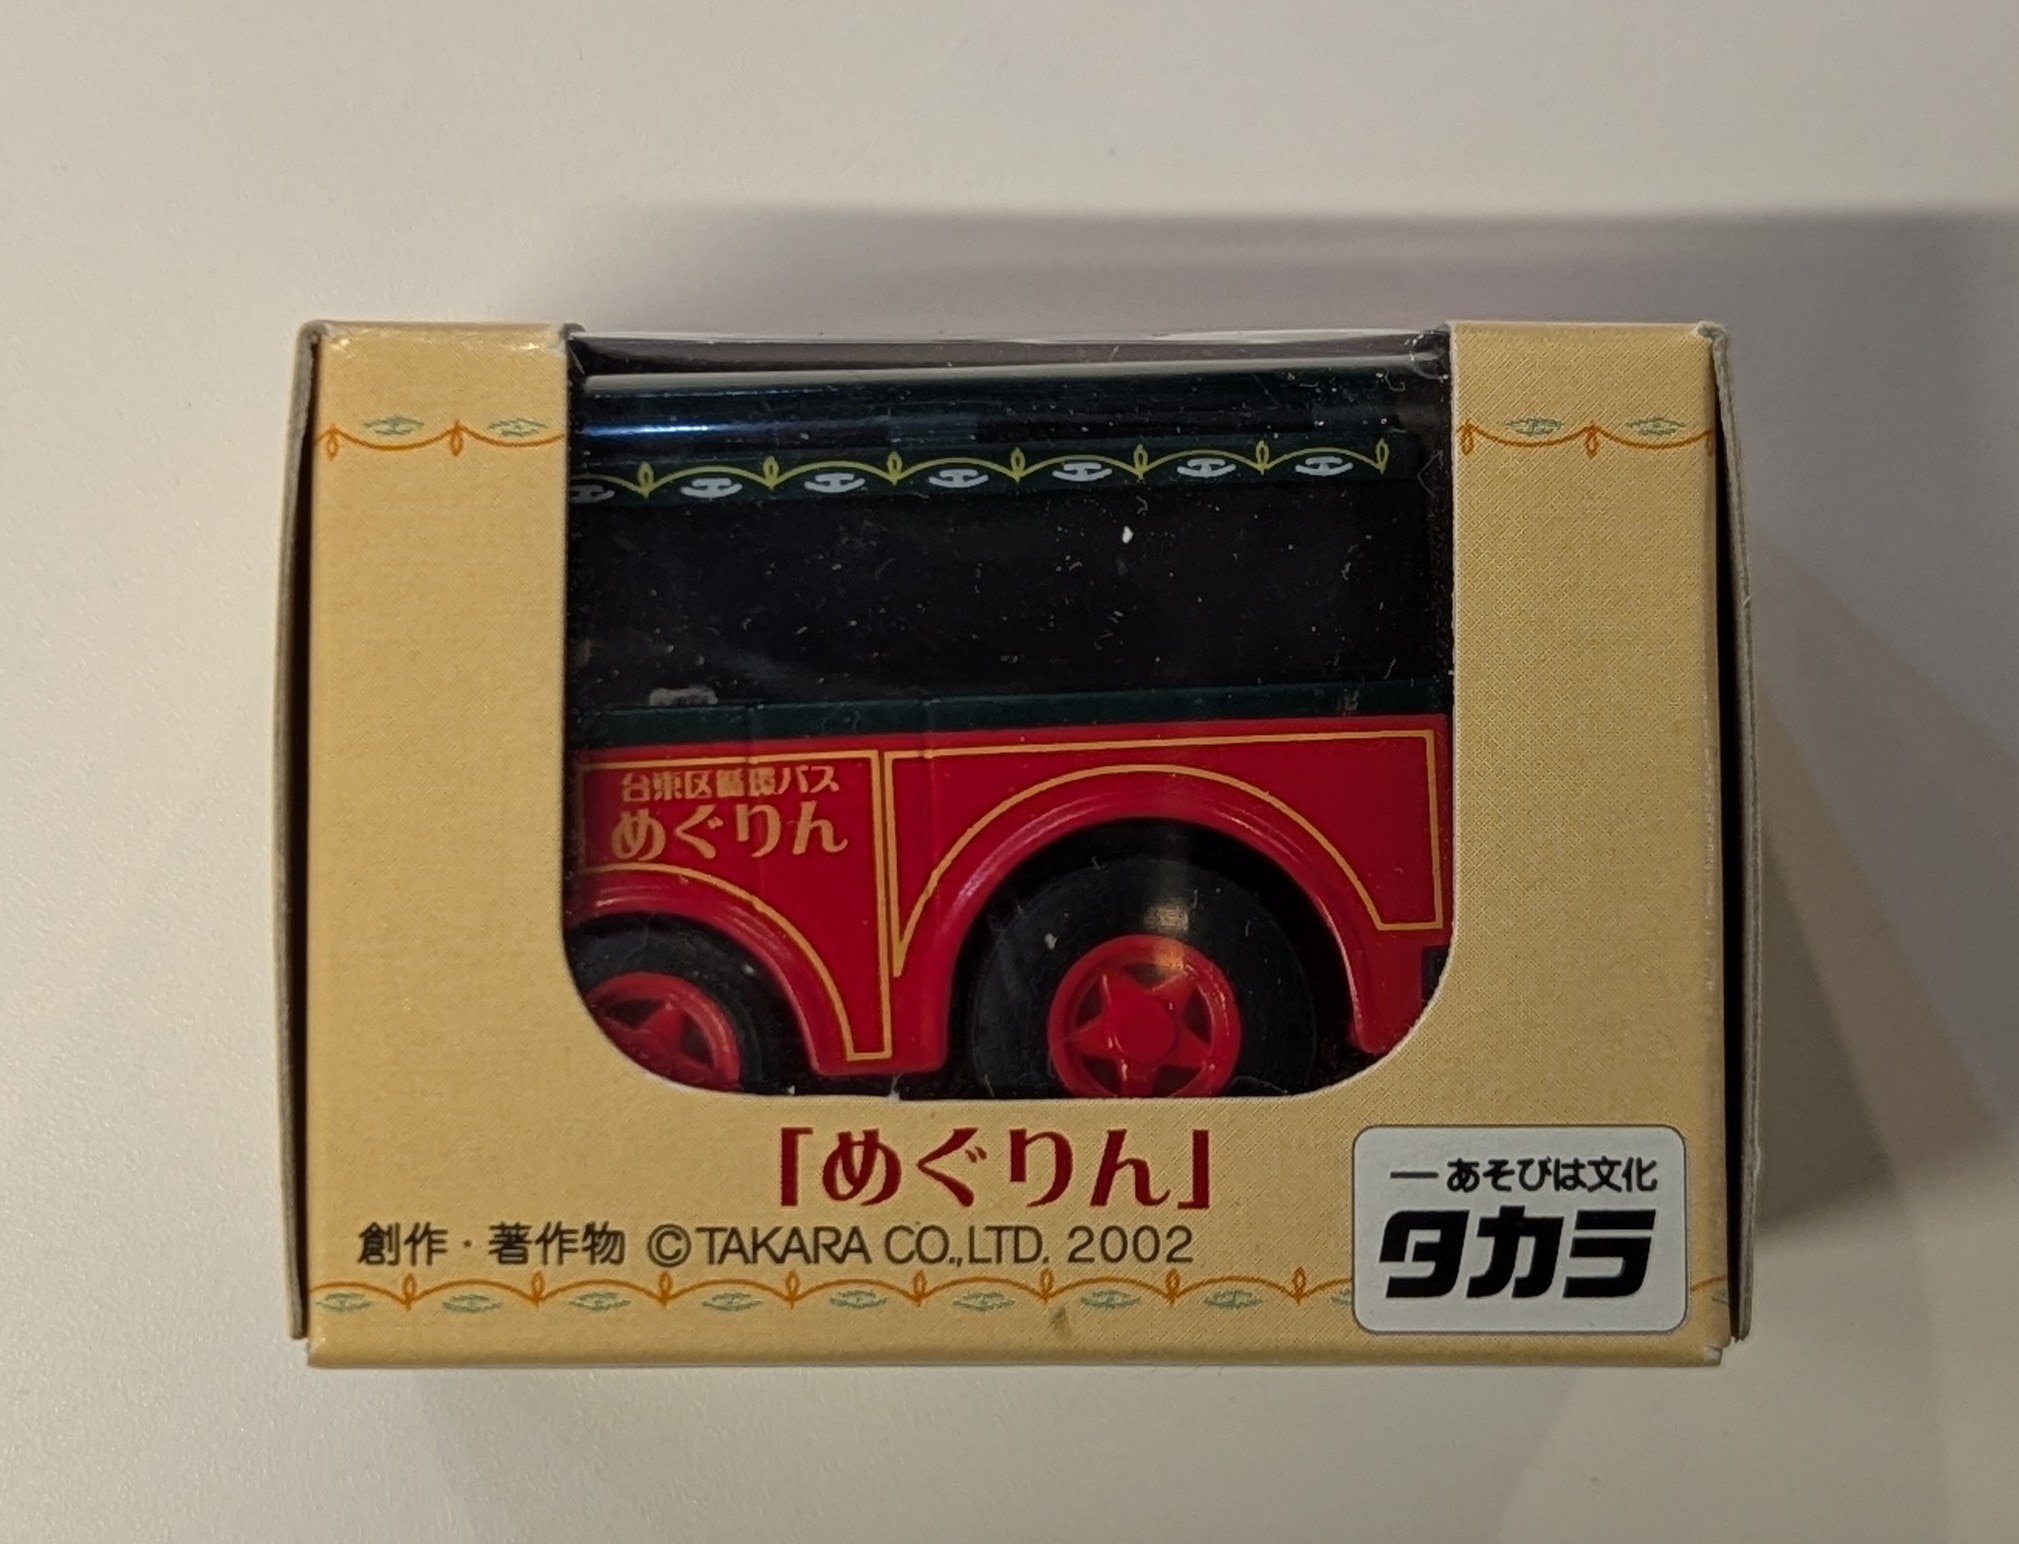 台東区循環バス
めぐりん
「めぐりん」
創作・著作物 ©TAKARA CO.,LTD. 2002
—あそびは文化
タカラ